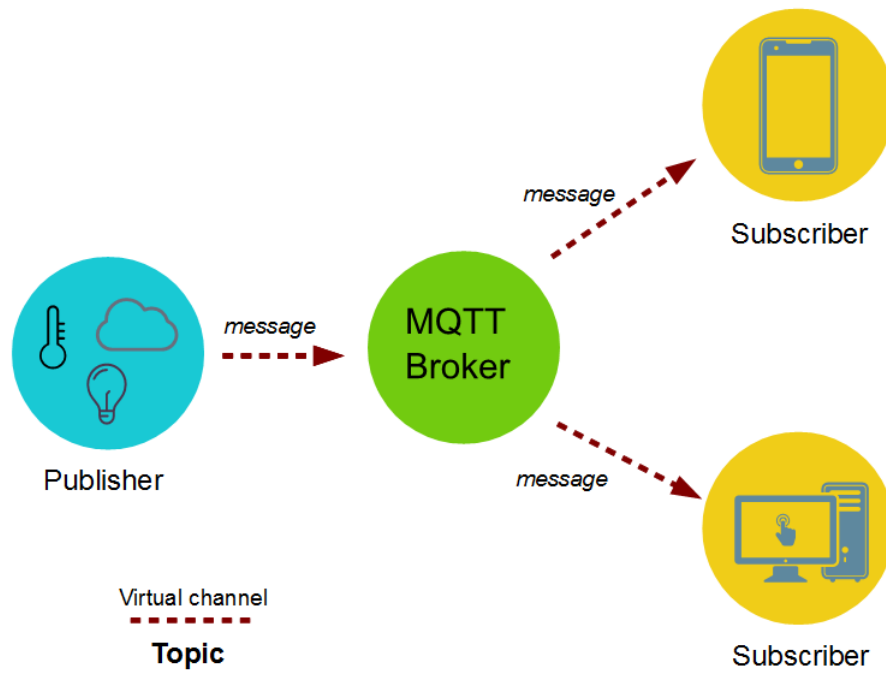 message
Subscriber
message
MQTT
Broker
Publisher
message
Virtual channel
Topic
Subscriber